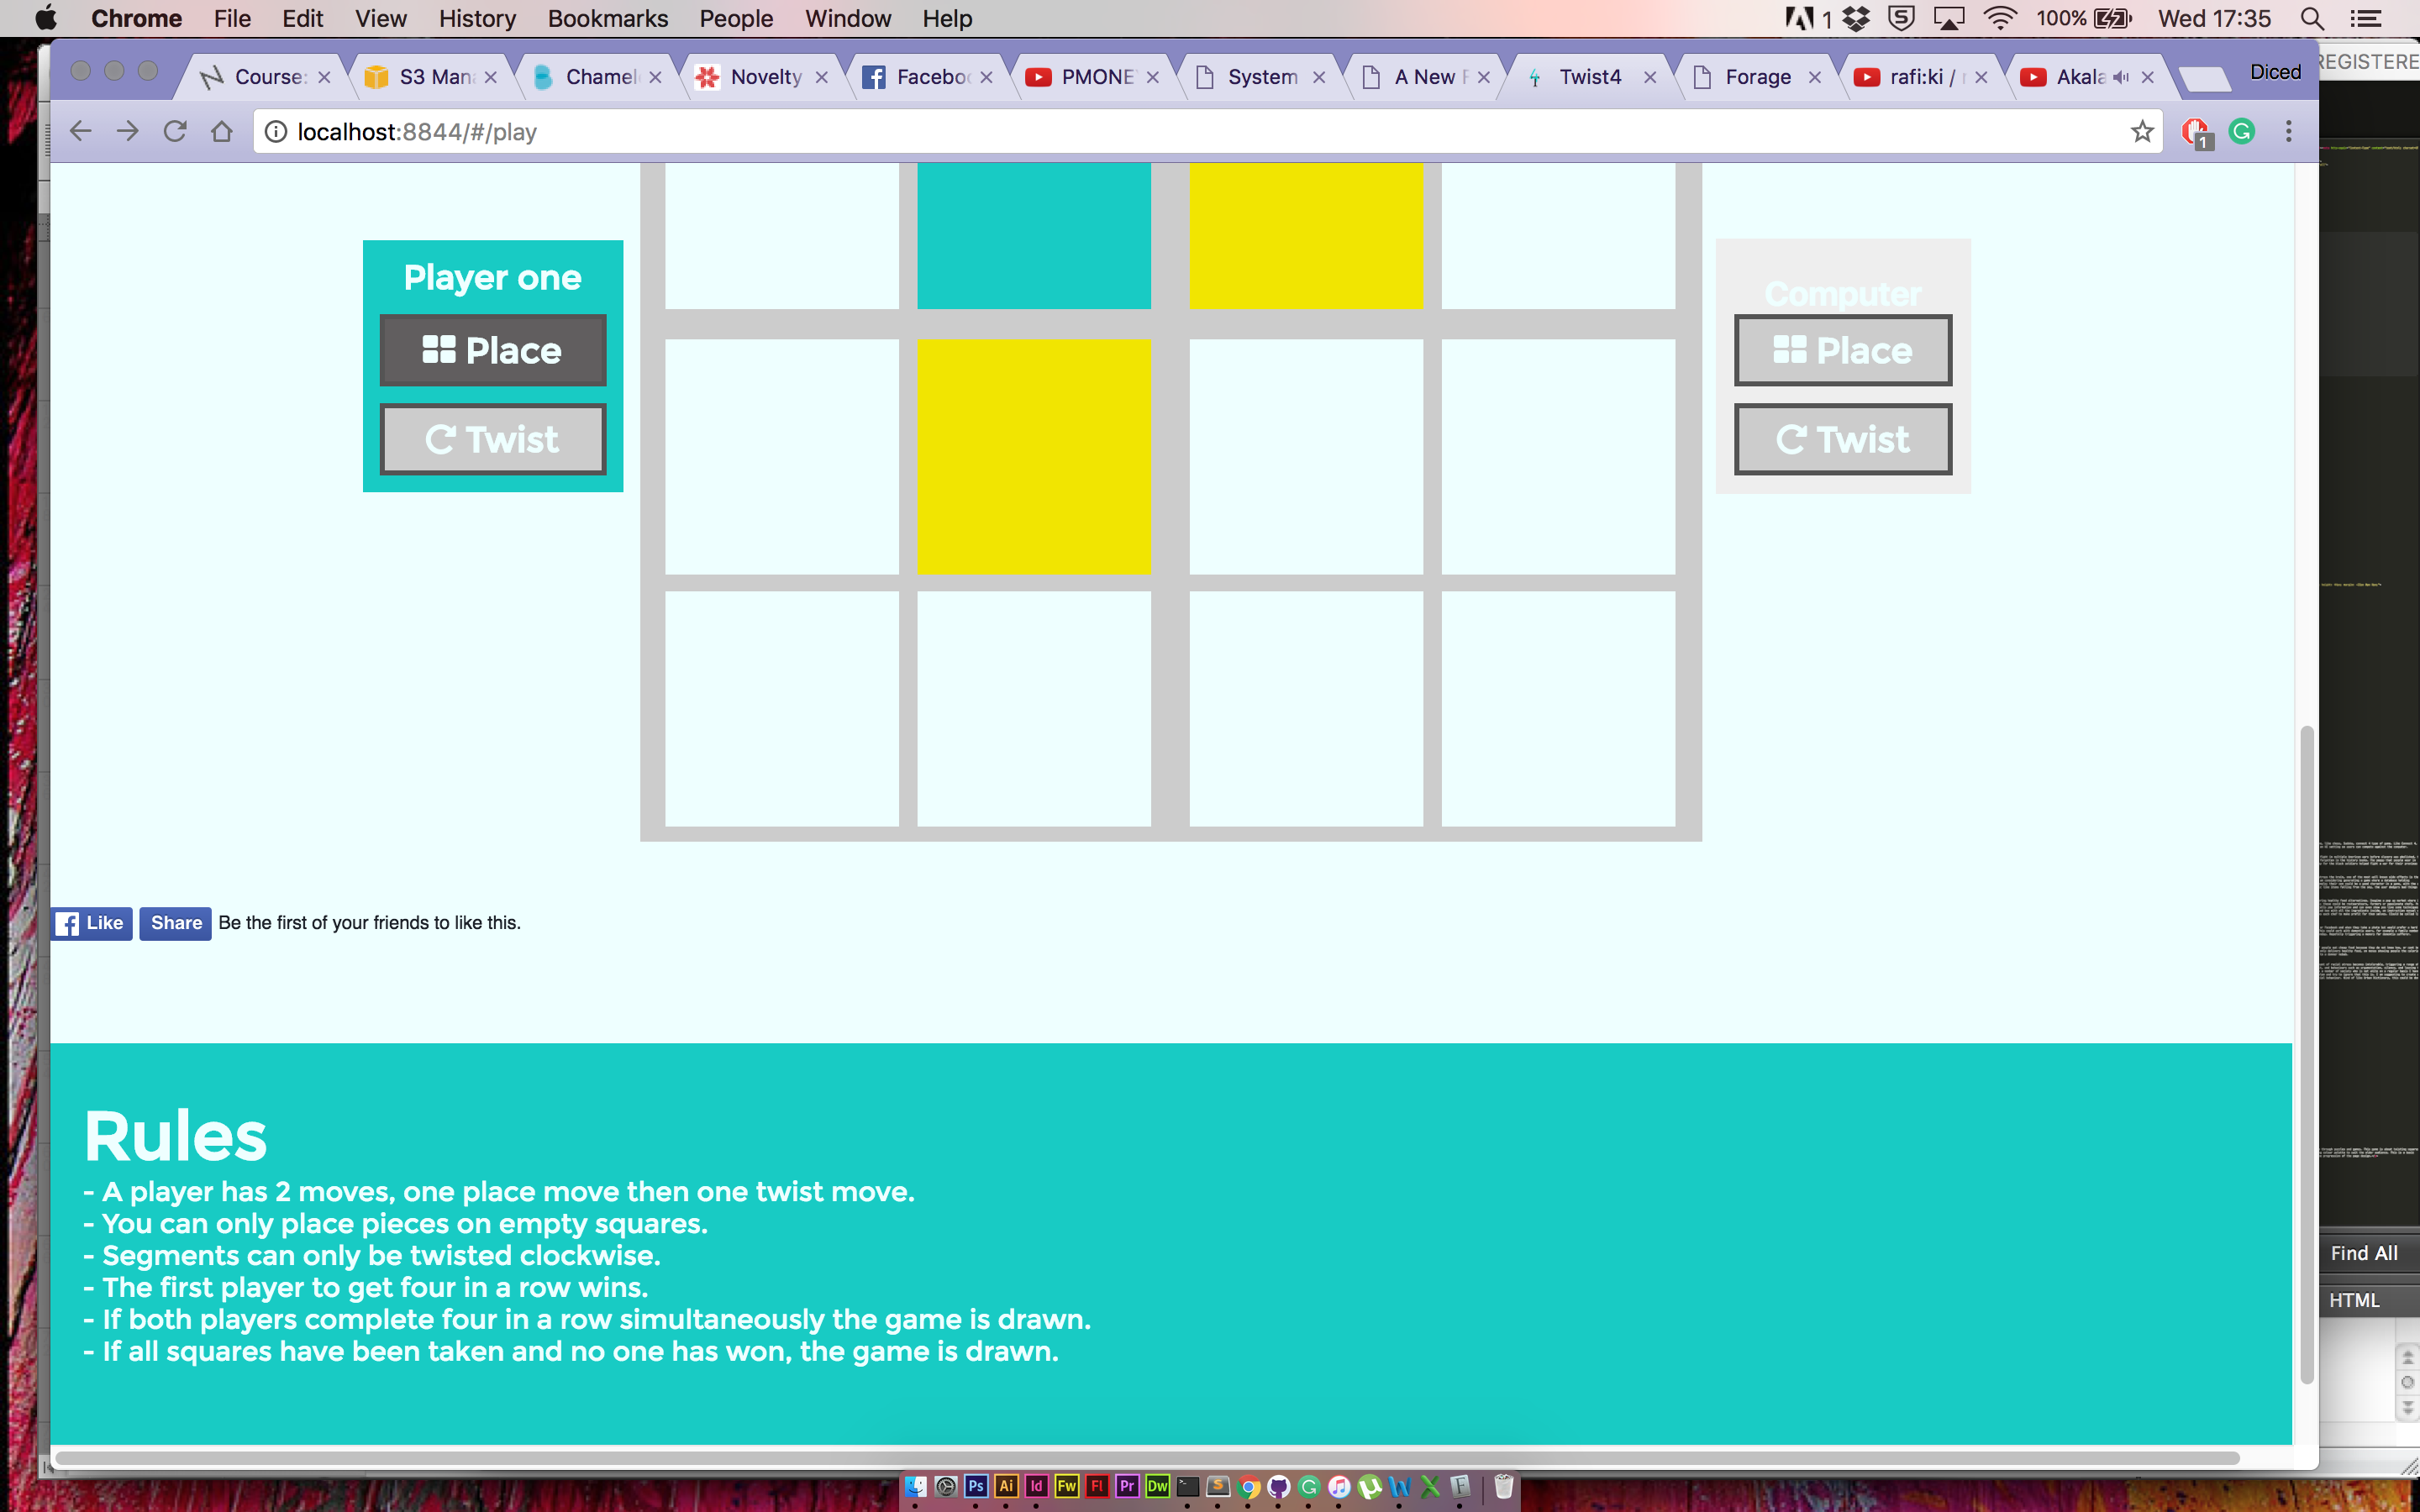 Chrome File Edit View History Bookmarks People Window Help 1 100% Wed 17:35
Course: S3 Man Chamel Novelty Facebo PMONE System A New F Twist4 Forage rafi:ki / Akala Diced
EGISTERE
localhost:8844/#/play
1
Player one
Place
Twist
Computer
Place
Twist
Like Share Be the first of your friends to like this.
Rules
- A player has 2 moves, one place move then one twist move.
- You can only place pieces on empty squares.
- Segments can only be twisted clockwise.
- The first player to get four in a row wins.
- If both players complete four in a row simultaneously the game is drawn.
- If all squares have been taken and no one has won, the game is drawn.
Find All
HTML
Ps Ai Id Fw Fl Pr Dw